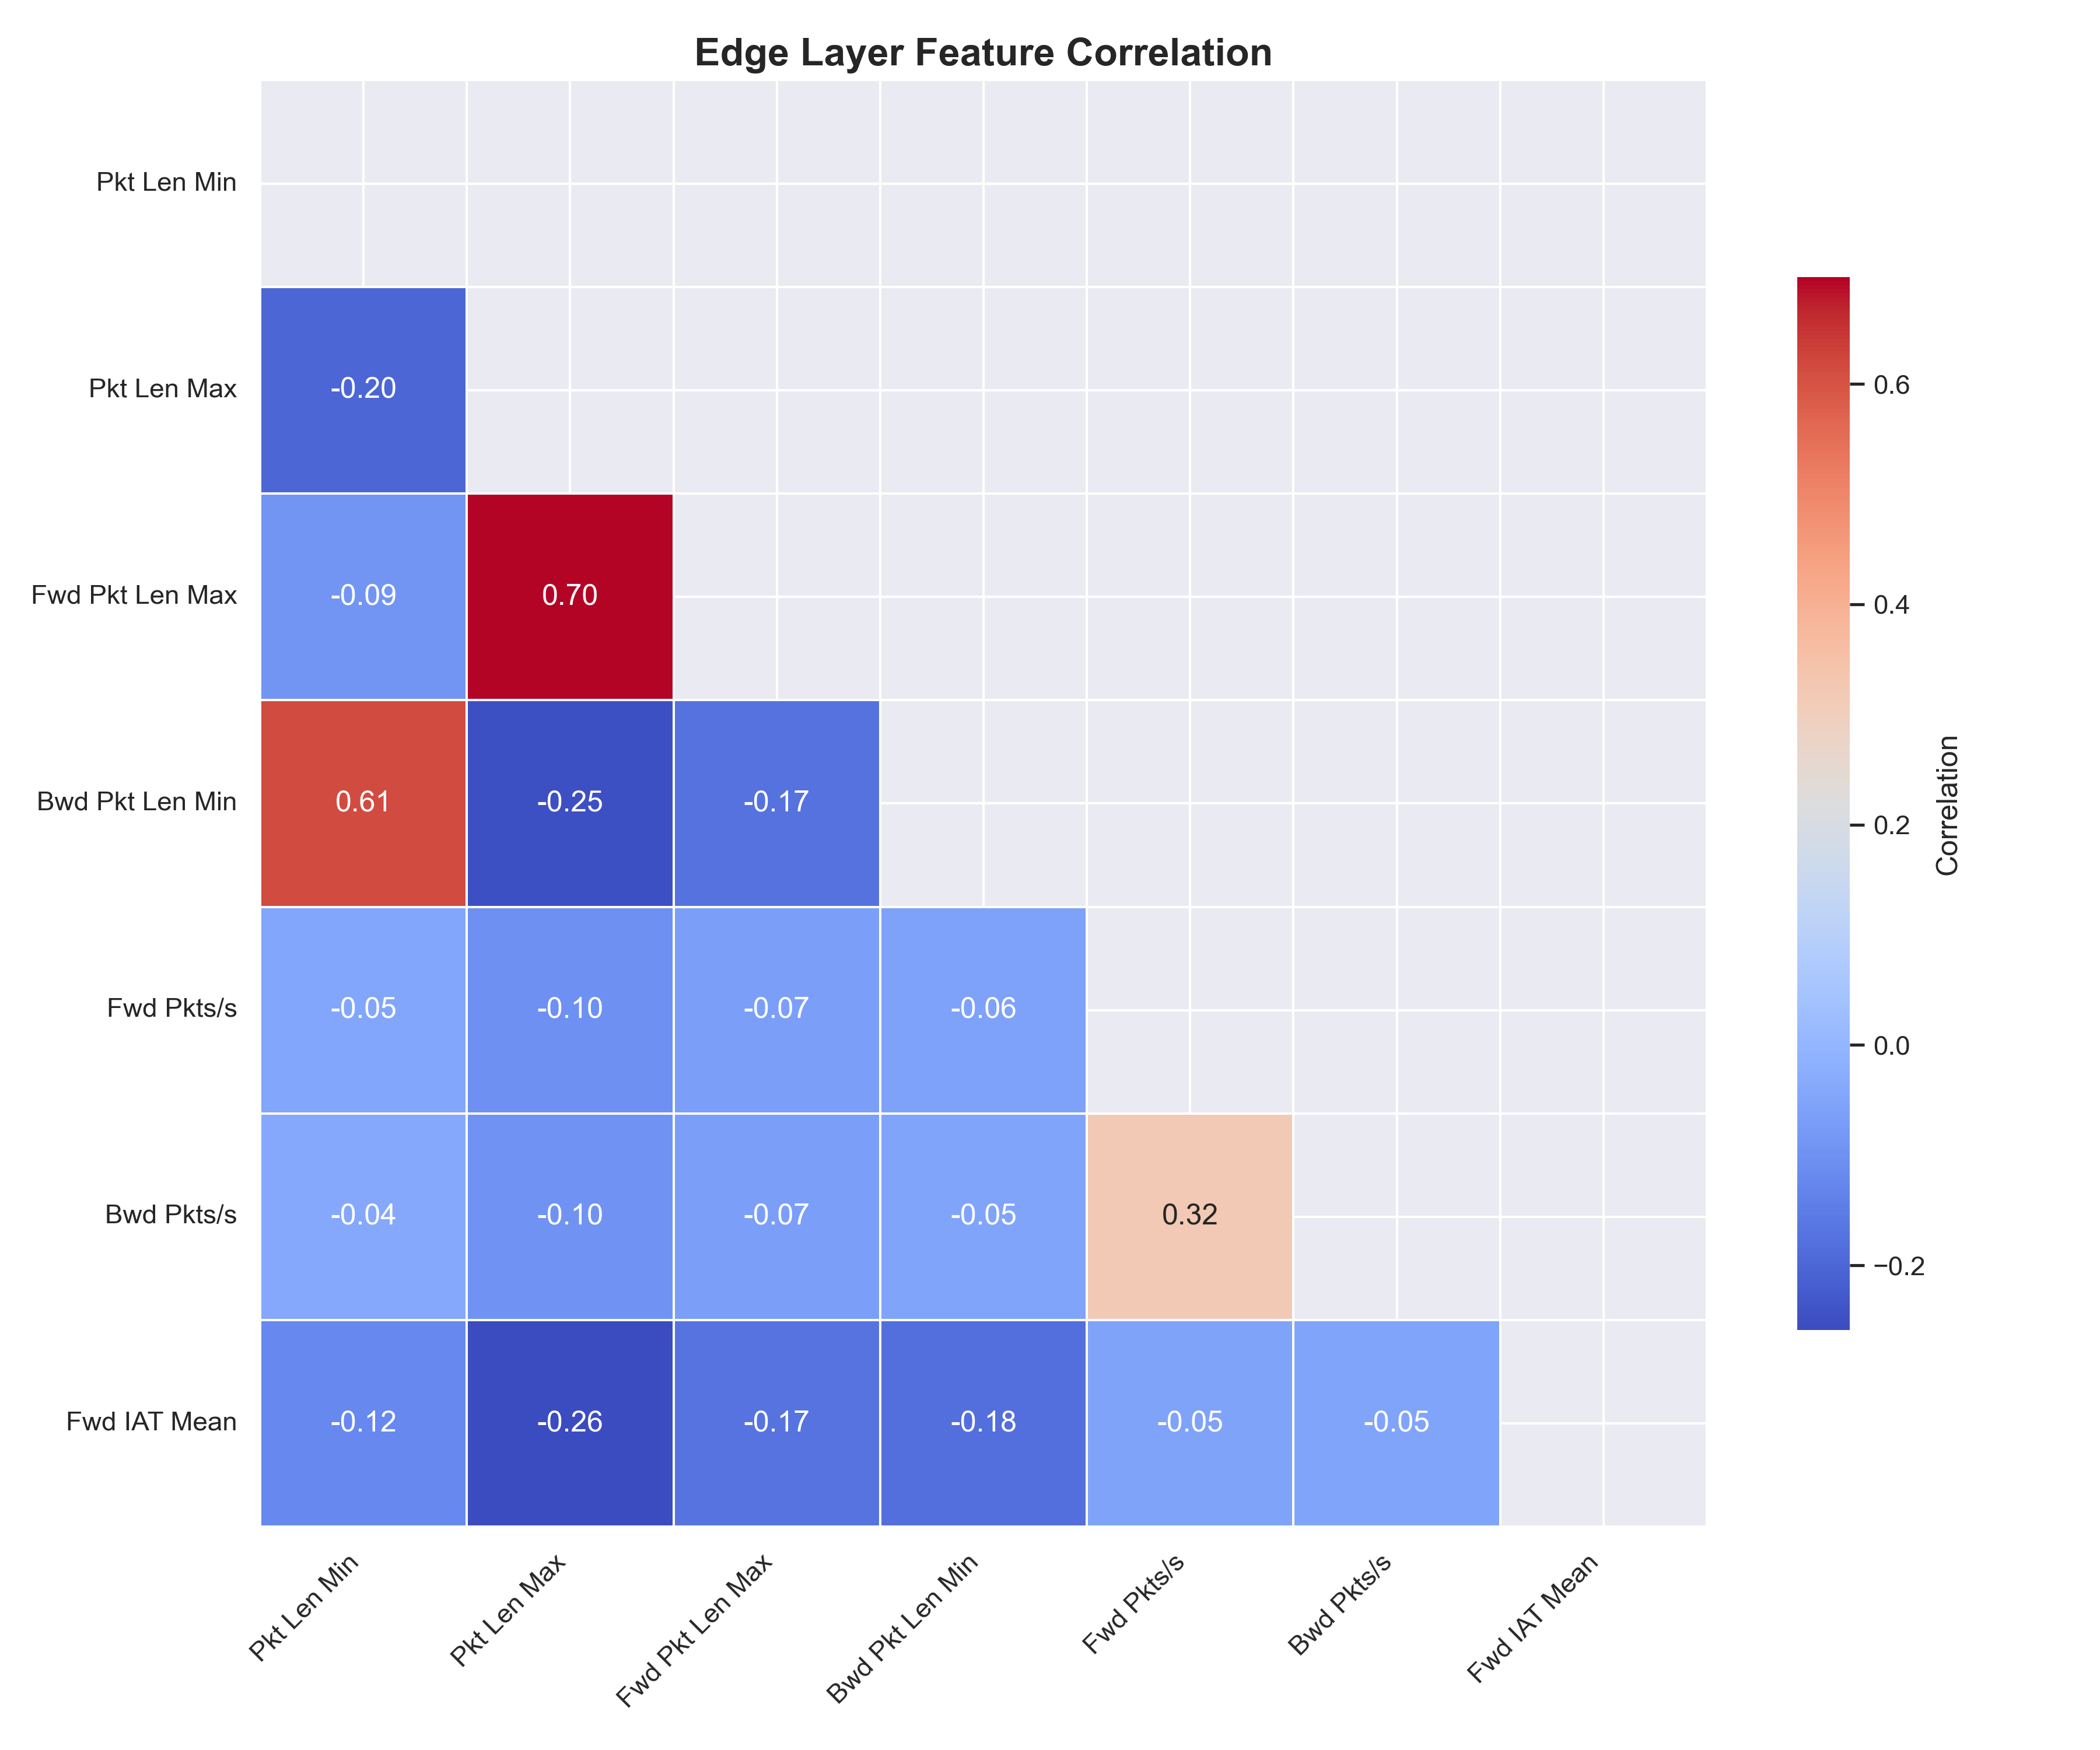 Edge Layer Feature Correlation
Pkt Len Min
Pkt Len Max
-0.20
Fwd Pkt Len Max
-0.09 0.70
Bwd Pkt Len Min
0.61 -0.25 -0.17
Fwd Pkts/s
-0.05 -0.10 -0.07 -0.06
Bwd Pkts/s
-0.04 -0.10 -0.07 -0.05 0.32
Fwd IAT Mean
-0.12 -0.26 -0.17 -0.18 -0.05 -0.05
Pkt Len Min
Pkt Len Max
Fwd Pkt Len Max
Bwd Pkt Len Min
Fwd Pkts/s
Bwd Pkts/s
Fwd IAT Mean
0.6
0.4
0.2
0.0
−0.2
Correlation